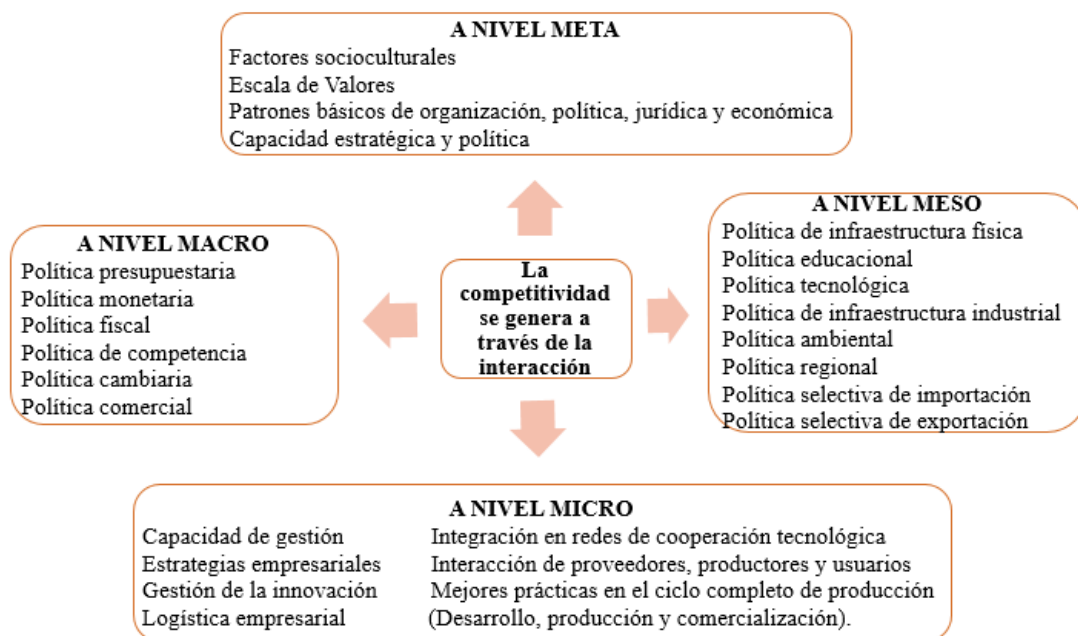 A NIVEL META
Factores socioculturales
Escala de Valores
Patrones básicos de organización, política, jurídica y económica
Capacidad estratégica y política
A NIVEL MACRO
Política presupuestaria
Política monetaria
Política fiscal
Política de competencia
Política cambiaria
Política comercial
La
competitividad
se genera a
través de la
interacción
A NIVEL MESO
Política de infraestructura física
Política educacional
Política tecnológica
Política de infraestructura industrial
Política ambiental
Política regional
Política selectiva de importación
Política selectiva de exportación
A NIVEL MICRO
Capacidad de gestión
Estrategias empresariales
Gestión de la innovación
Logística empresarial
Integración en redes de cooperación tecnológica
Interacción de proveedores, productores y usuarios
Mejores prácticas en el ciclo completo de producción
(Desarrollo, producción y comercialización).